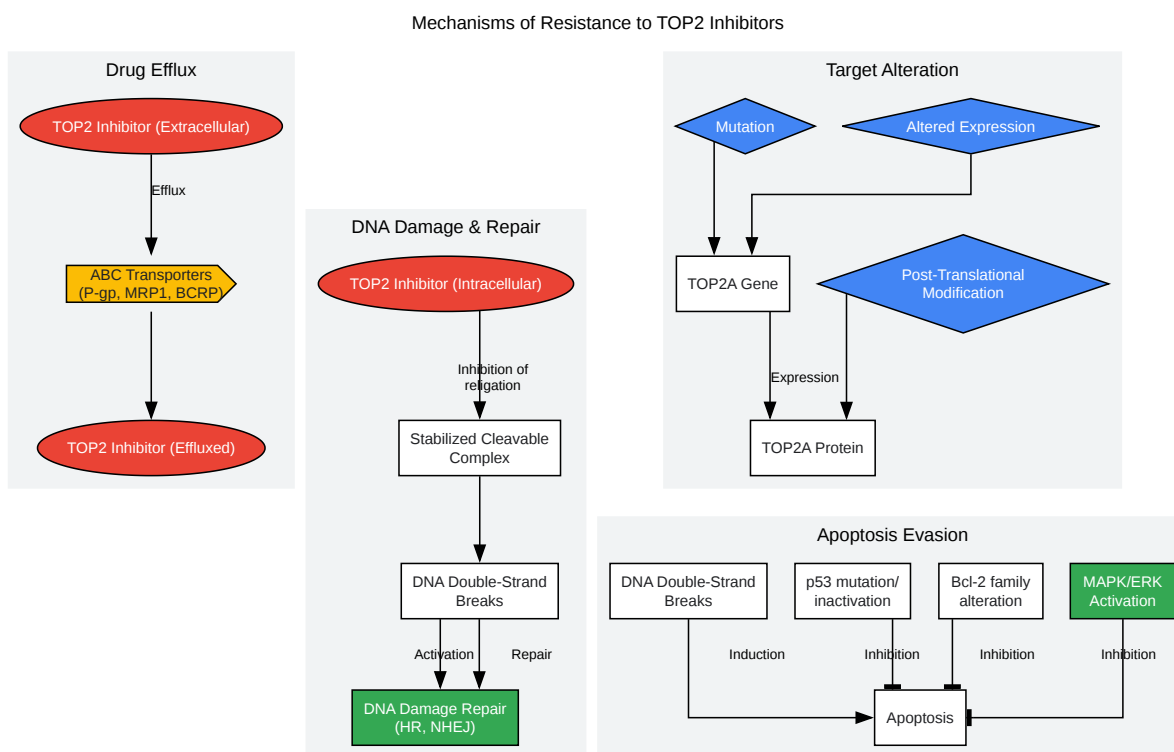 Mechanisms of Resistance to TOP2 Inhibitors
Drug Efflux
TOP2 Inhibitor (Extracellular)
Efflux
ABC Transporters
(P-gp, MRP1, BCRP)
TOP2 Inhibitor (Effluxed)
DNA Damage & Repair
TOP2 Inhibitor (Intracellular)
Inhibition of
religation
Stabilized Cleavable
Complex
DNA Double-Strand
Breaks
Activation
Repair
DNA Damage Repair
(HR, NHEJ)
Target Alteration
Mutation
Altered Expression
TOP2A Gene
Post-Translational
Modification
Expression
TOP2A Protein
Apoptosis Evasion
DNA Double-Strand
Breaks
p53 mutation/
inactivation
Bcl-2 family
alteration
MAPK/ERK
Activation
Induction
Inhibition
Inhibition
Inhibition
Apoptosis